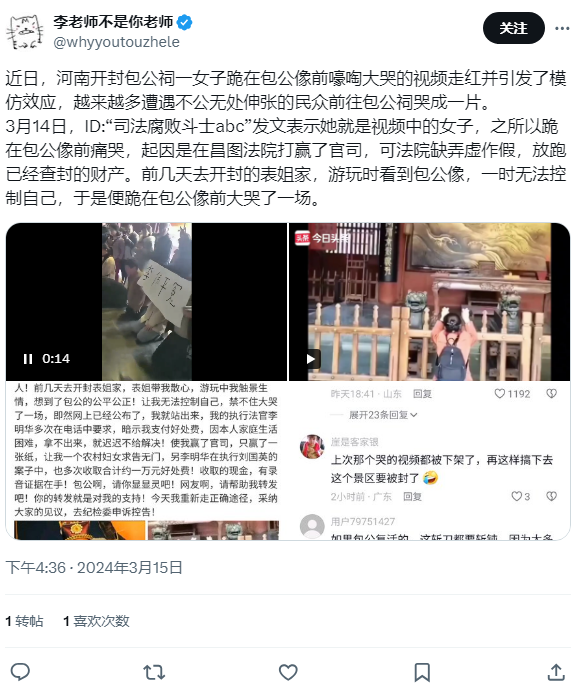 李老师不是你老师
@whyyoutouzhele
关注
近日，河南开封包公祠一女子跪在包公像前嚎啕大哭的视频走红并引发了模
仿效应，越来越多遭遇不公无处伸张的民众前往包公祠哭成一片。
3月14日，ID:“司法腐败斗士abc”发文表示她就是视频中的女子，之所以跪
在包公像前痛哭，起因是在昌图法院打赢了官司，可法院缺弄虚作假，放跑
已经查封的财产。前几天去开封的表姐家，游玩时看到包公像，一时无法控
制自己，于是便跪在包公像前大哭了一场。
0:14
头条 今日头条
人！前几天去开封表姐家，表姐带我散心，游玩中我触景生
情，想到了包公的公平公正！让我无法控制自己，禁不住大哭
了一场，即然网上已经公布了，我就站出来，我的执行法官李
明华多次在电话中要求，暗示我支付好处费，因本人家庭生活
困难，拿不出来，就迟迟不给解决！使我赢了官司，只赢了一
张纸，让我一个农村妇女求告无门，另李明华在执行刘国英的
案子中，也多次收取合计约一万元好处费！收取的现金，有录
音证据在手！包公啊，请你显显灵吧！网友啊，请帮助我转发
吧！你的转发就是对我的支持！今天我重新走正确途径，采纳
大家的见议，去纪检委申诉控告！
昨天18:41 · 山东 回复 1192
展开23条回复
崖是客家银
上次那个哭的视频都被下架了，再这样搞下去
这个景区要被封了
2小时前 · 广东 回复 3
用户79751427
如果包公复活的，这斩刀都要斩钝，因为太多
下午4:36 · 2024年3月15日
1 转帖 1 喜欢次数